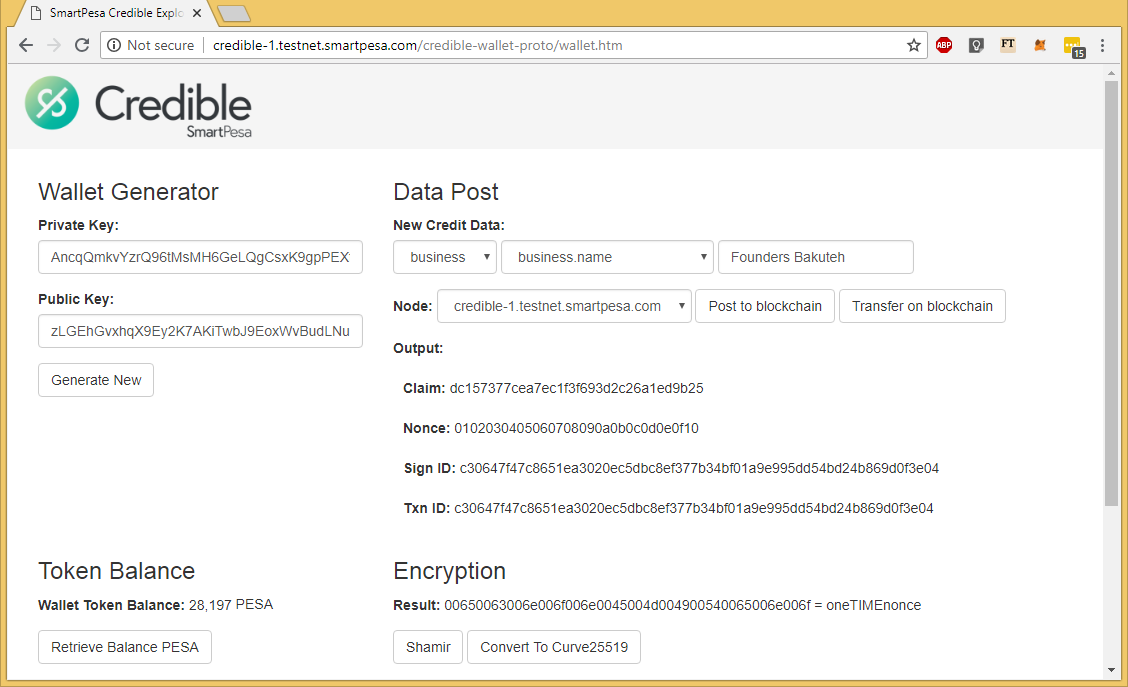 SmartPesa Credible Explo
Not secure credible-1.testnet.smartpesa.com/credible-wallet-proto/wallet.htm ABP FT 15
Credible
SmartPesa
Wallet Generator
Private Key:
AncqQmkvYzrQ96tMsMH6GeLQgCsxK9gpPEX
Public Key:
zLGEhGvxhqX9Ey2K7AKiTwbJ9EoxWvBudLNu
Generate New
Data Post
New Credit Data:
business business.name Founders Bakuteh
Node: credible-1.testnet.smartpesa.com Post to blockchain Transfer on blockchain
Output:
Claim: dc157377cea7ec1f3f693d2c26a1ed9b25
Nonce: 0102030405060708090a0b0c0d0e0f10
Sign ID: c30647f47c8651ea3020ec5dbc8ef377b34bf01a9e995dd54bd24b869d0f3e04
Txn ID: c30647f47c8651ea3020ec5dbc8ef377b34bf01a9e995dd54bd24b869d0f3e04
Token Balance
Wallet Token Balance: 28,197 PESA
Retrieve Balance PESA
Encryption
Result: 00650063006e006f006e0045004d004900540065006e006f = oneTIMEnonce
Shamir Convert To Curve25519